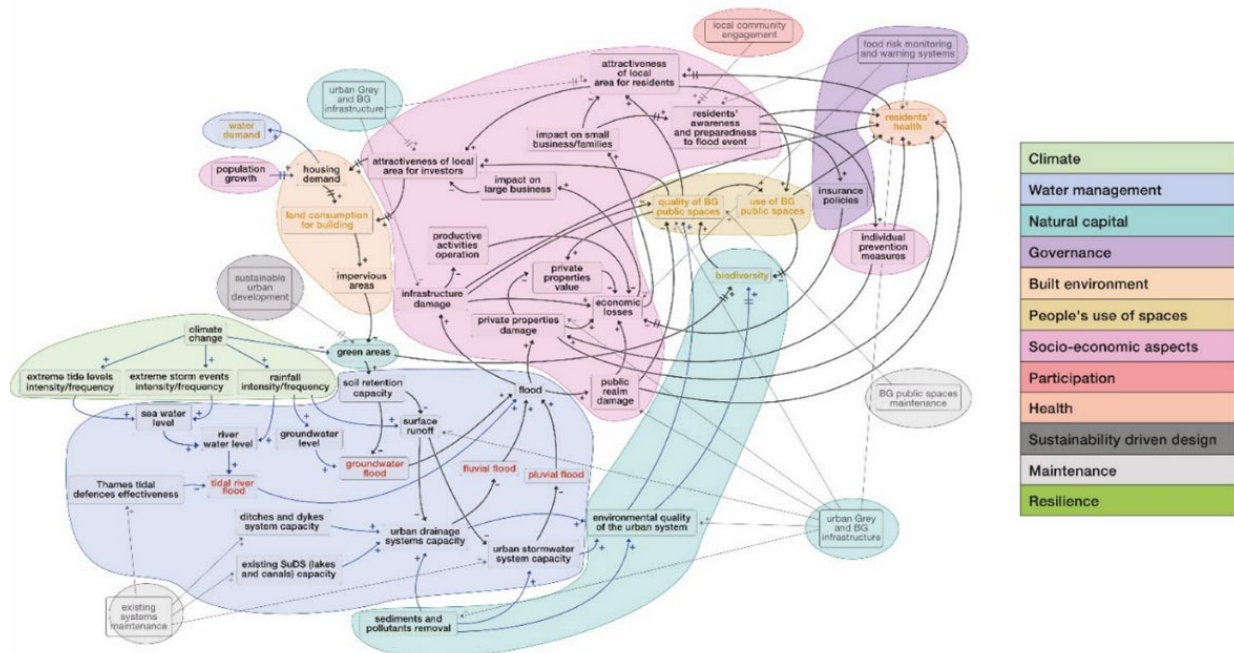 local community
engagement
food risk monitoring
and warning systems
attractiveness
of local
area for residents
urban Grey
and BG
infrastructure
residents'
awareness
and preparedness
to flood event
residents'
health
water
demand
impact on small
business/families
population
growth
housing
demand
attractiveness of local
area for investors
impact on
large business
insurance
policies
land consumption
for building
quality of BG
public spaces
use of BG
public spaces
productive
activities
operation
individual
prevention
measures
private
properties
value
biodiversity
sustainable
urban
development
impervious
areas
infrastructure
damage
economic
losses
private properties
damage
climate
change
green areas
extreme tide levels
intensity/frequency
extreme storm events
intensity/frequency
rainfall
intensity/frequency
soil retention
capacity
flood
public
realm
damage
BG public spaces
maintenance
sea water
level
river
water level
groundwater
level
surface
runoff
groundwater
flood
fluvial flood
pluvial flood
Thames tidal
defences effectiveness
tidal river
flood
ditches and dykes
system capacity
urban drainage
systems capacity
environmental quality
of the urban system
urban Grey
and BG
infrastructure
existing SuDS (lakes
and canals) capacity
urban stormwater
system capacity
existing
systems
maintenance
sediments and
pollutants removal
Climate
Water management
Natural capital
Governance
Built environment
People's use of spaces
Socio-economic aspects
Participation
Health
Sustainability driven design
Maintenance
Resilience